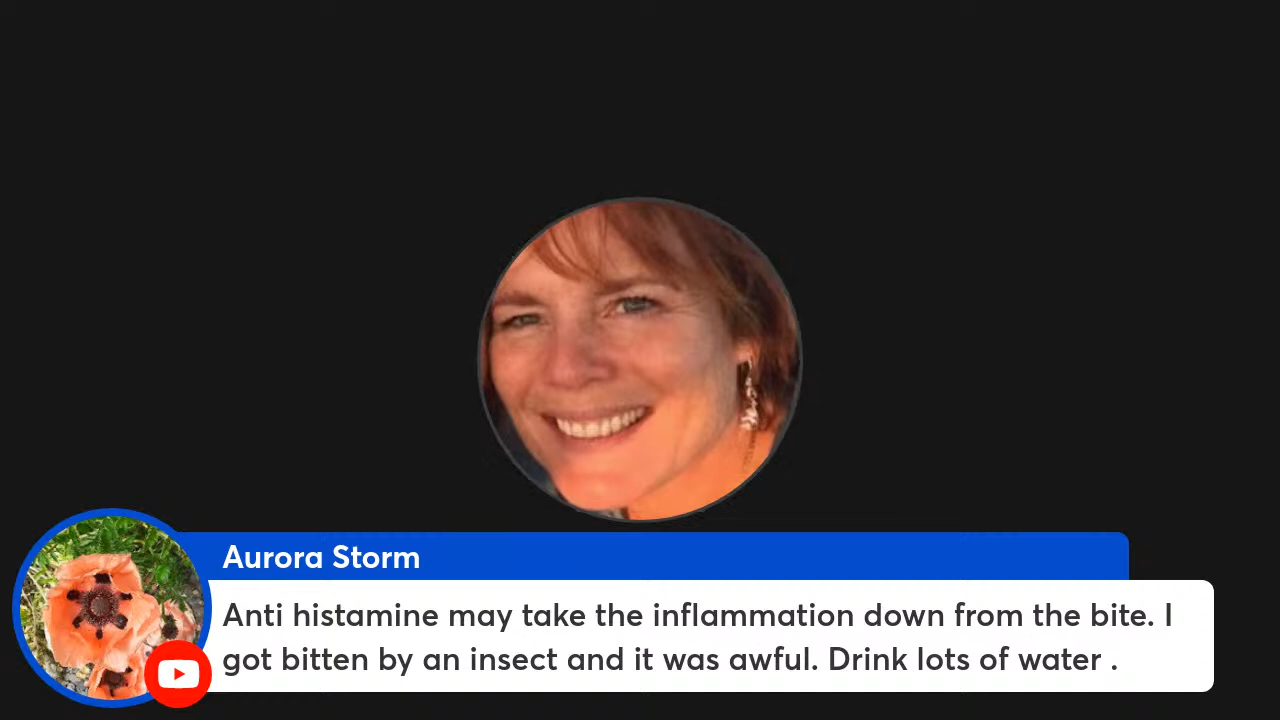 Aurora Storm
Anti histamine may take the inflammation down from the bite. I
got bitten by an insect and it was awful. Drink lots of water .